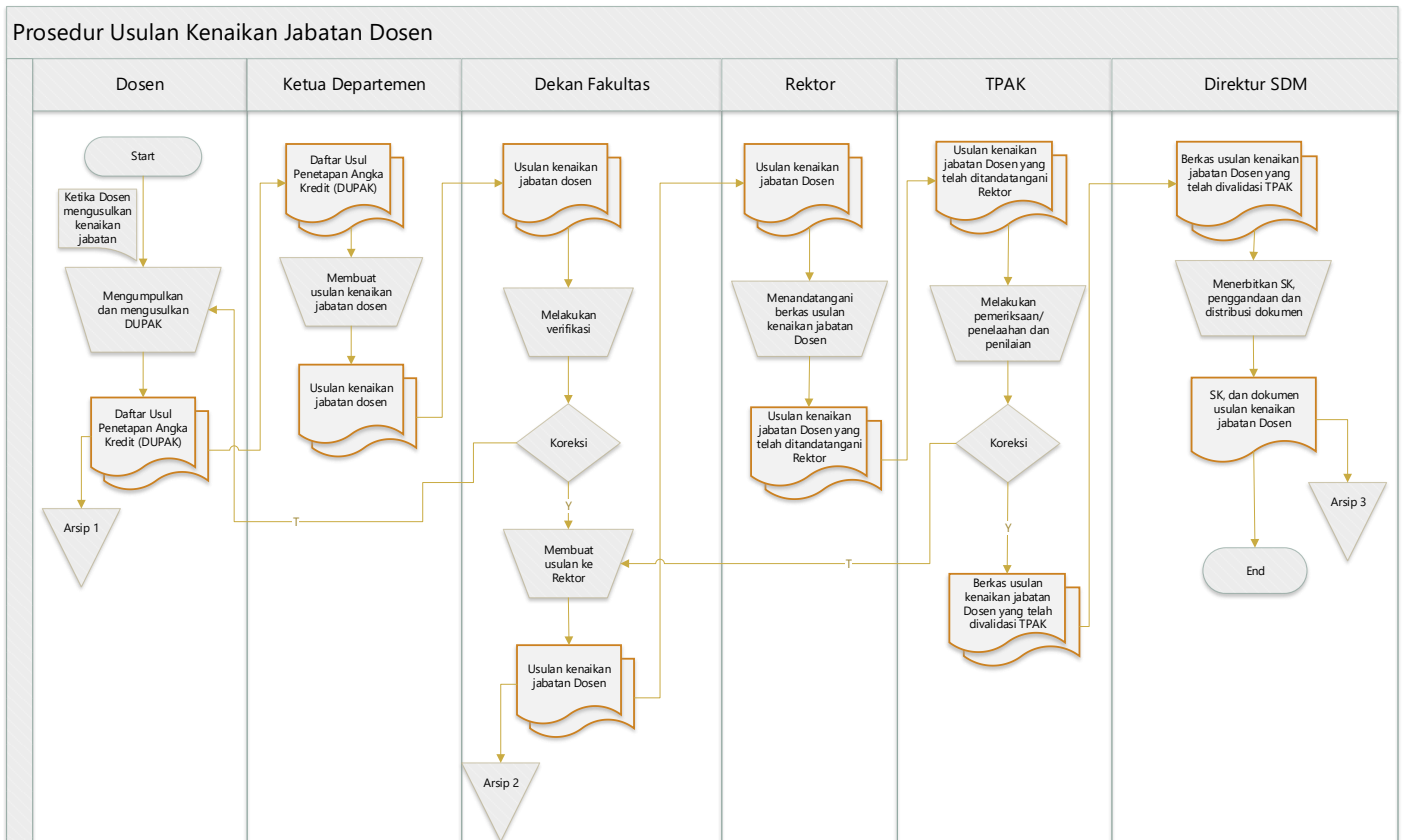 Prosedur Usulan Kenaikan Jabatan Dosen
Dosen
Ketua Departemen
Dekan Fakultas
Rektor
TPAK
Direktur SDM
Start
Ketika Dosen
mengusulkan
kenaikan
jabatan
Mengumpulkan
dan mengusulkan
DUPAK
Daftar Usul
Penetapan Angka
Kredit (DUPAK)
Arsip 1
Daftar Usul
Penetapan Angka
Kredit (DUPAK)
Membuat
usulan kenaikan
jabatan dosen
Usulan kenaikan
jabatan dosen
Usulan kenaikan
jabatan dosen
Melakukan
verifikasi
Koreksi
T
Y
Membuat
usulan ke
Rektor
Usulan kenaikan
jabatan Dosen
Arsip 2
Usulan kenaikan
jabatan Dosen
Menandatangani
berkas usulan
kenaikan jabatan
Dosen
Usulan kenaikan
jabatan Dosen yang
telah ditandatangani
Rektor
Usulan kenaikan
jabatan Dosen yang
telah ditandatangani
Rektor
Melakukan
pemeriksaan/
penelaahan dan
penilaian
Koreksi
T
Y
Berkas usulan
kenaikan jabatan
Dosen yang telah
divalidasi TPAK
Berkas usulan kenaikan
jabatan Dosen yang
telah divalidasi TPAK
Menerbitkan SK,
penggandaan dan
distribusi dokumen
SK, dan dokumen
usulan kenaikan
jabatan Dosen
Arsip 3
End